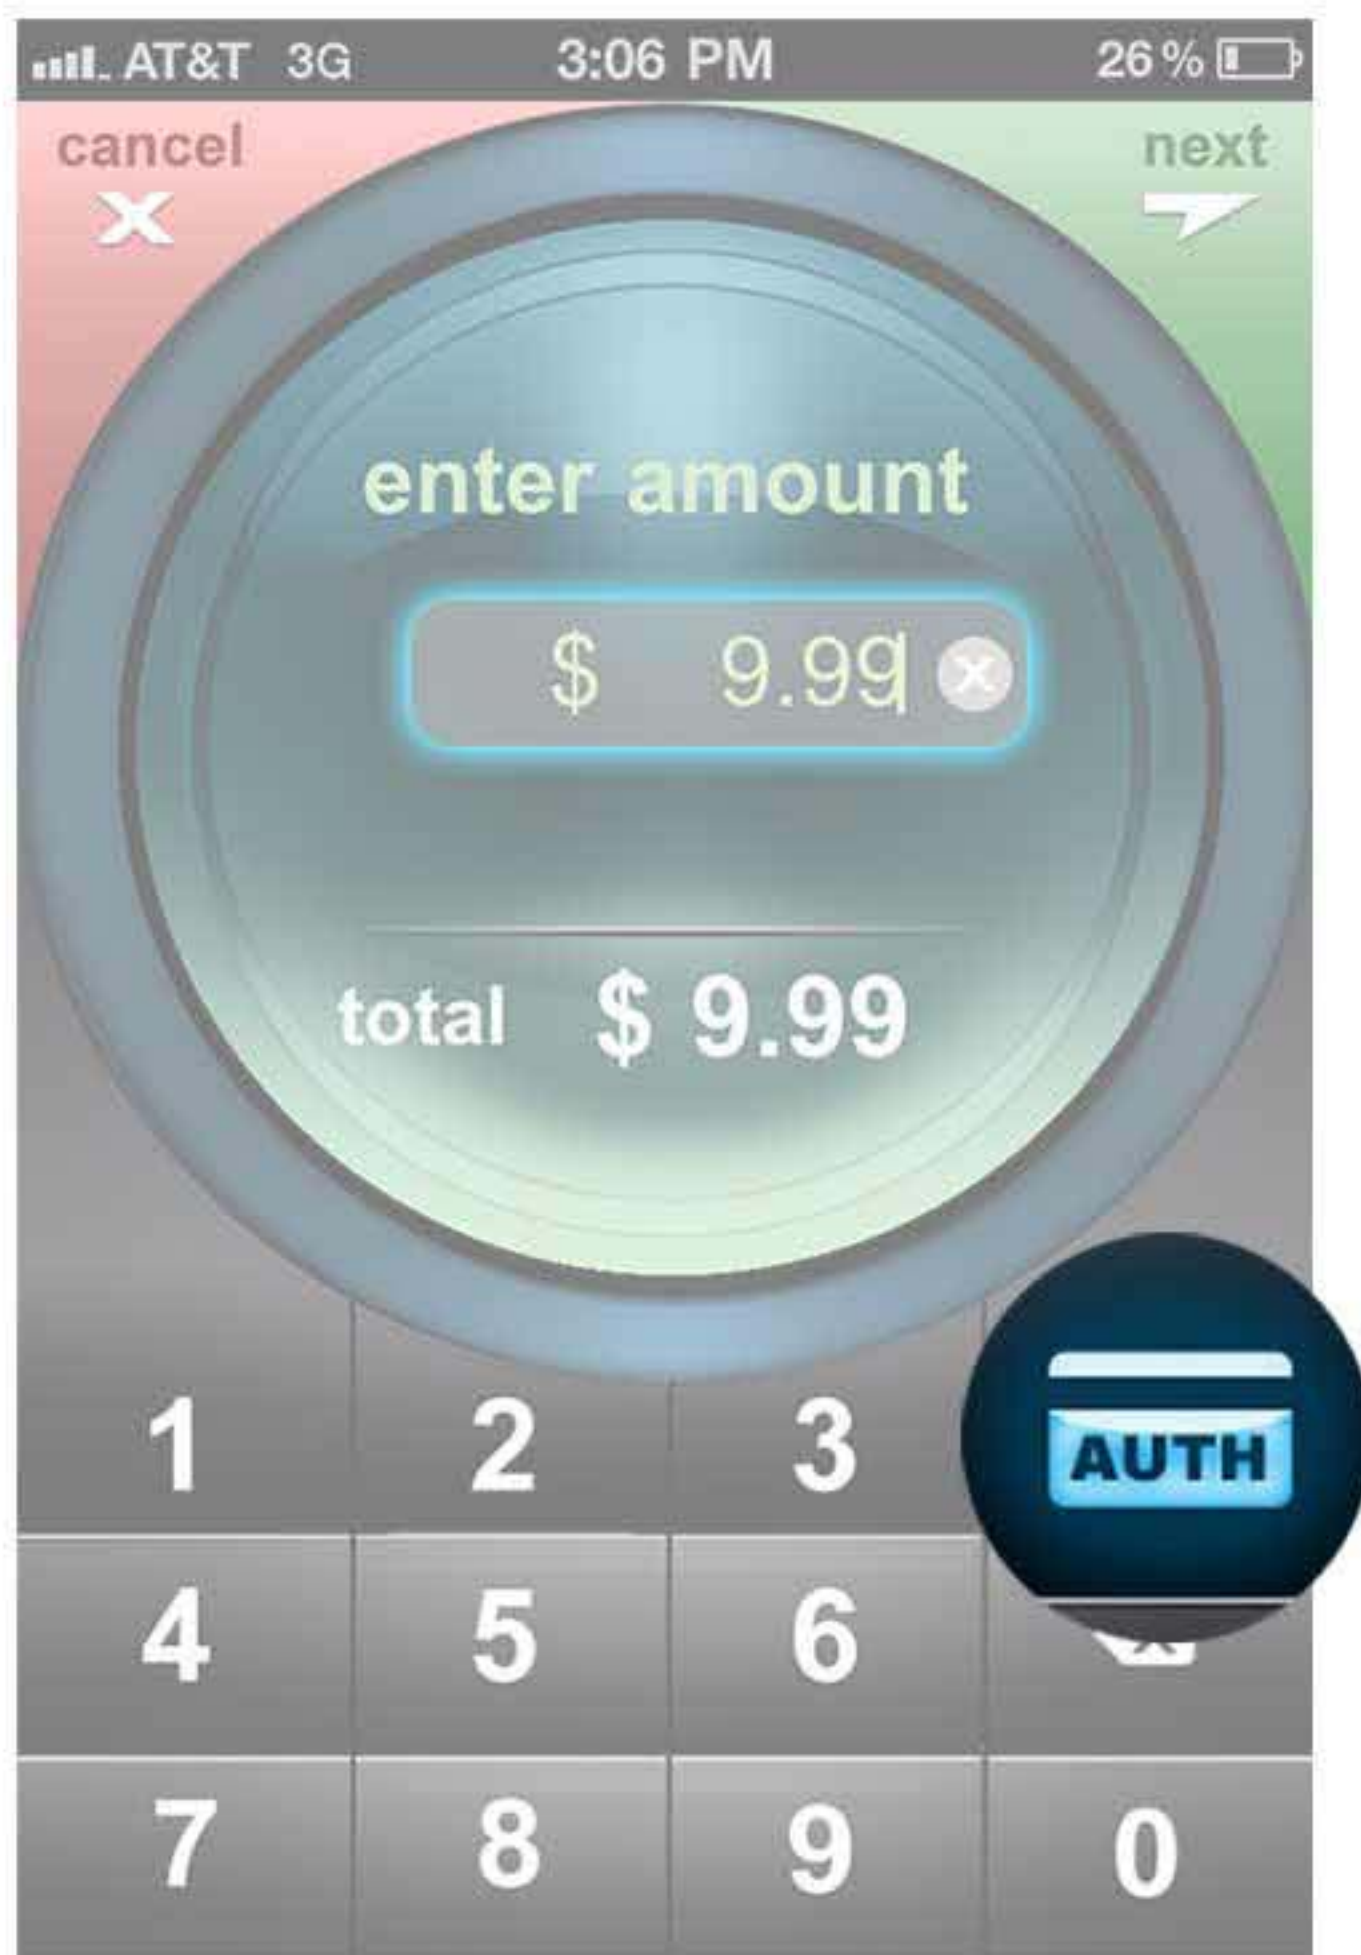 AT&T 3G 3:06 PM 26%
cancel next
enter amount
$ 9.99
total $ 9.99
1 2 3 AUTH
4 5 6
7 8 9 0